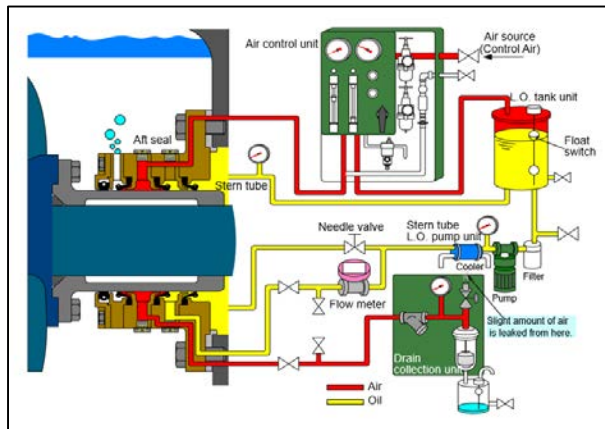 Air control unit
Air source
(Control Air)
L.O. tank unit
Aft seal
Float
switch
Stern tube
Needle valve
Stern tube
L.O. pump unit
Cooler
Filter
Pump
Flow meter
Slight amount of air
is leaked from here.
Drain
collection unit
Air
Oil